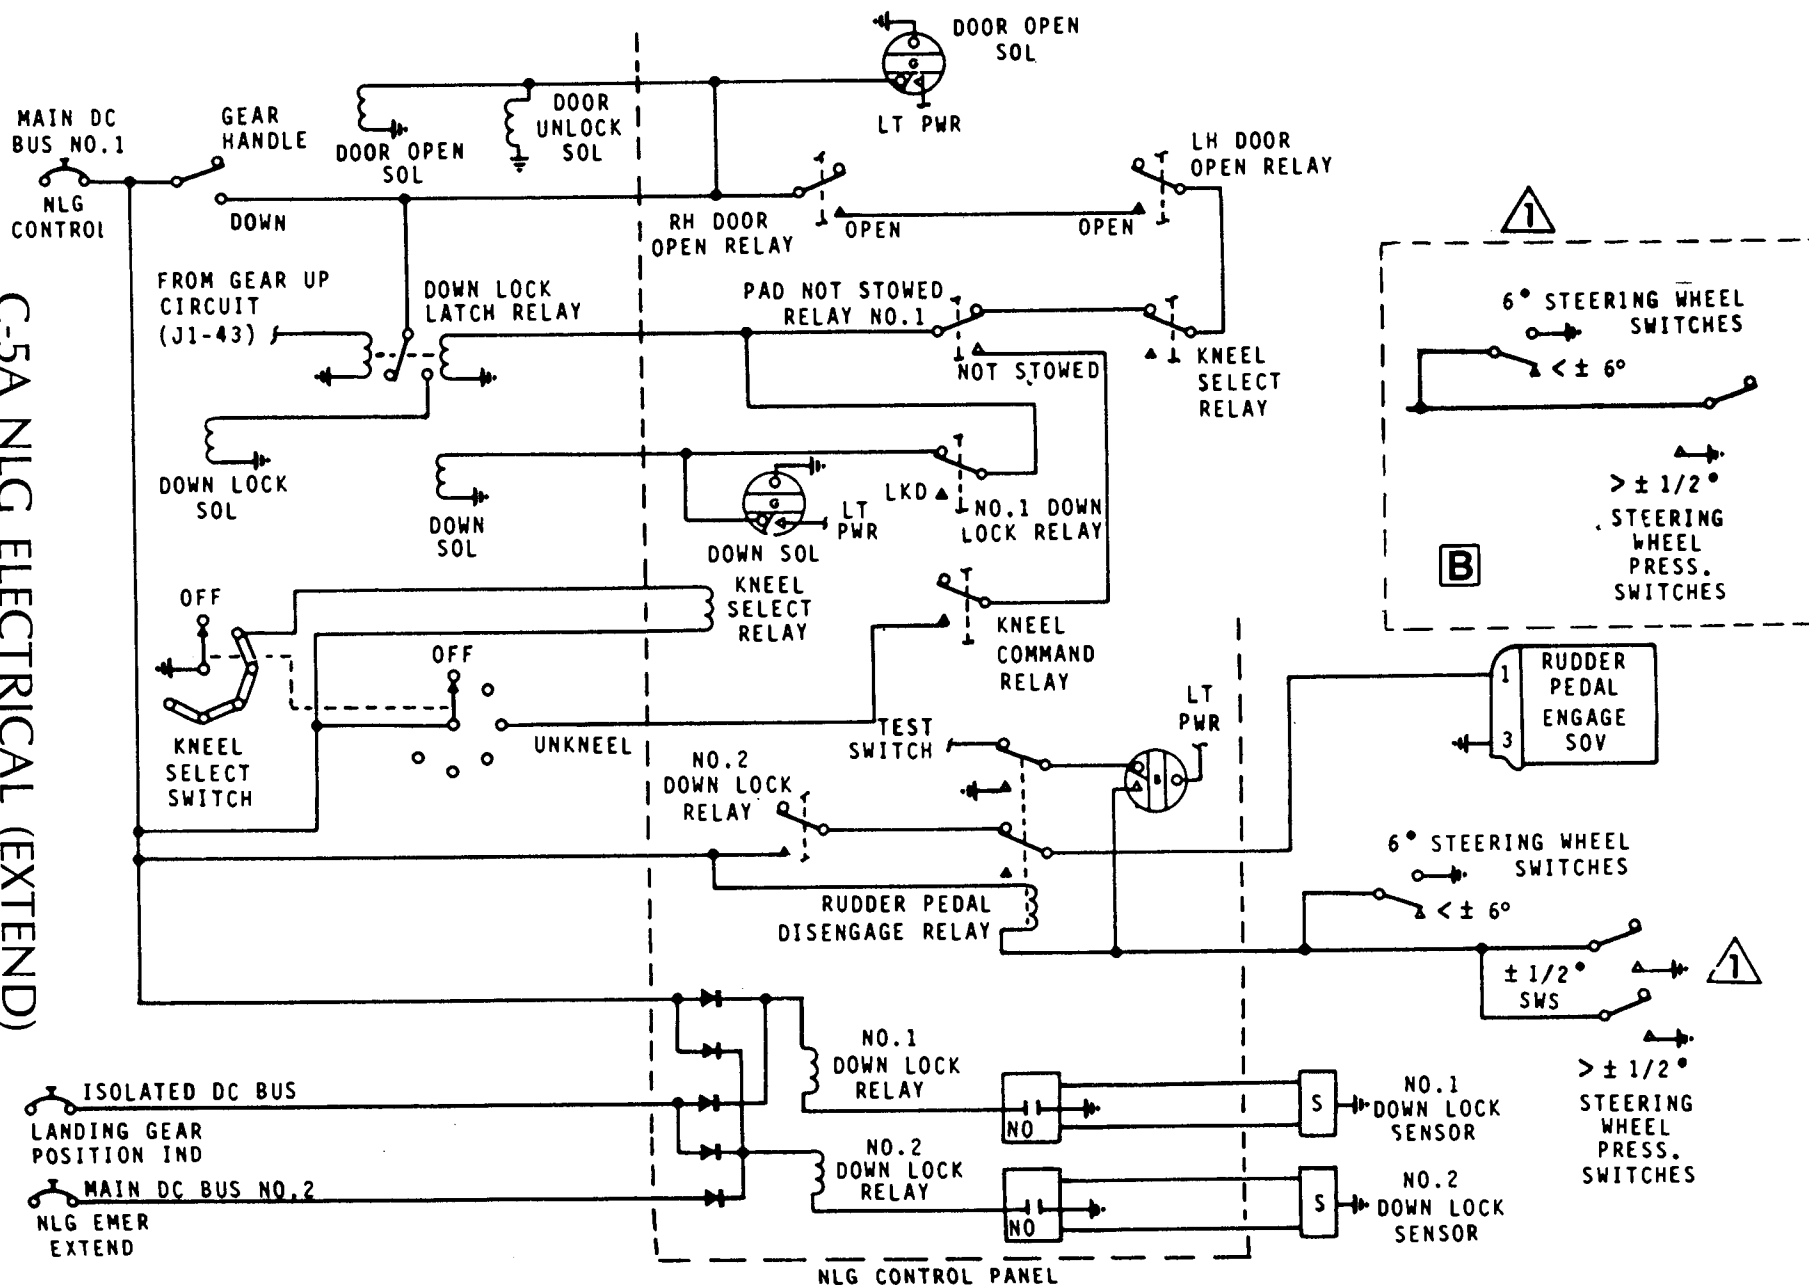 C-5A NLG ELECTRICAL (EXTEND)
DOOR OPEN
SOL
G
LT PWR
MAIN DC
BUS NO.1
NLG
CONTROL
GEAR
HANDLE
DOWN
DOOR OPEN
SOL
DOOR
UNLOCK
SOL
RH DOOR
OPEN RELAY
OPEN
OPEN
LH DOOR
OPEN RELAY
FROM GEAR UP
CIRCUIT
(J1-43)
DOWN LOCK
LATCH RELAY
PAD NOT STOWED
RELAY NO.1
NOT STOWED
KNEEL
SELECT
RELAY
DOWN LOCK
SOL
DOWN
SOL
G
LT
PWR
DOWN SOL
LKD
NO.1 DOWN
LOCK RELAY
1
6° STEERING WHEEL
SWITCHES
< ± 6°
> ± 1/2°
STEERING
WHEEL
PRESS.
SWITCHES
B
OFF
KNEEL
SELECT
SWITCH
OFF
UNKNEEL
KNEEL
SELECT
RELAY
KNEEL
COMMAND
RELAY
TEST
SWITCH
LT
PWR
B
1
3
RUDDER
PEDAL
ENGAGE
SOV
NO.2
DOWN LOCK
RELAY
RUDDER PEDAL
DISENGAGE RELAY
6° STEERING WHEEL
SWITCHES
< ± 6°
± 1/2°
SWS
1
> ± 1/2°
STEERING
WHEEL
PRESS.
SWITCHES
ISOLATED DC BUS
LANDING GEAR
POSITION IND
MAIN DC BUS NO.2
NLG EMER
EXTEND
NO.1
DOWN LOCK
RELAY
NO
S
NO.1
DOWN LOCK
SENSOR
NO.2
DOWN LOCK
RELAY
NO
S
NO.2
DOWN LOCK
SENSOR
NLG CONTROL PANEL